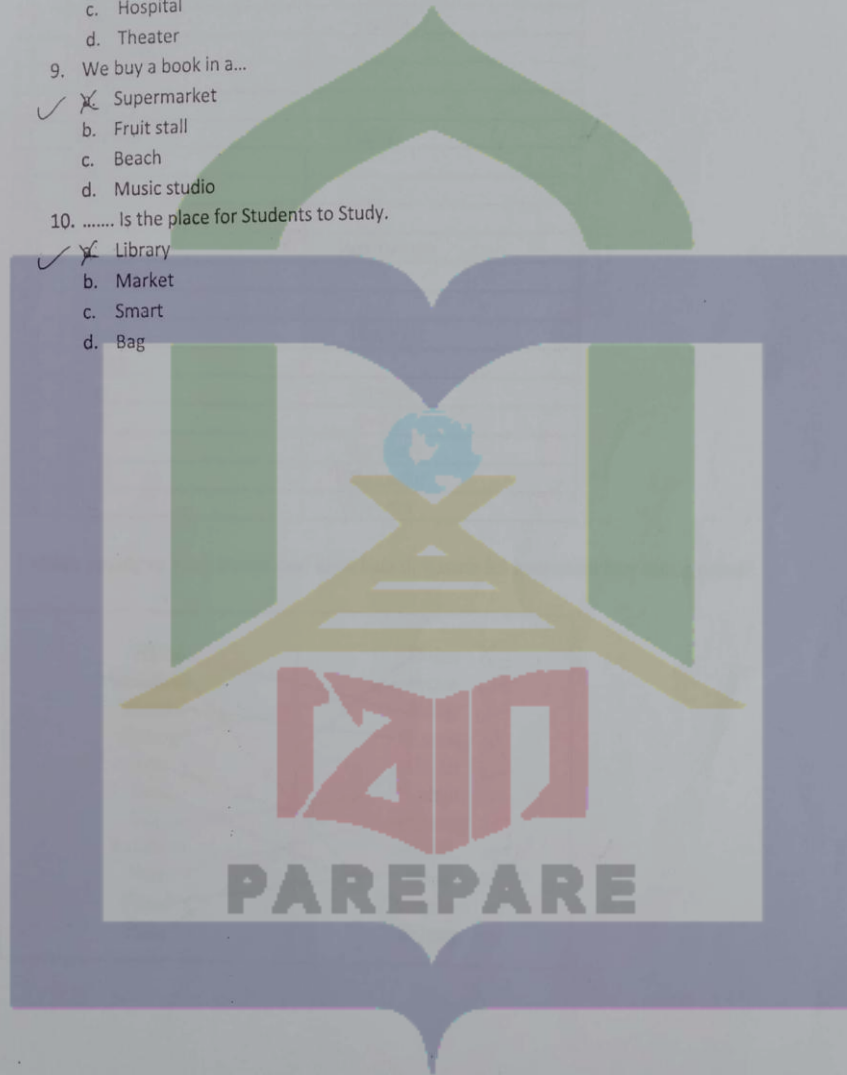 c. Hospital
d. Theater
9. We buy a book in a...
a. Supermarket
b. Fruit stall
c. Beach
d. Music studio
10. ....... Is the place for Students to Study.
a. Library
b. Market
c. Smart
d. Bag
iain
PAREPARE